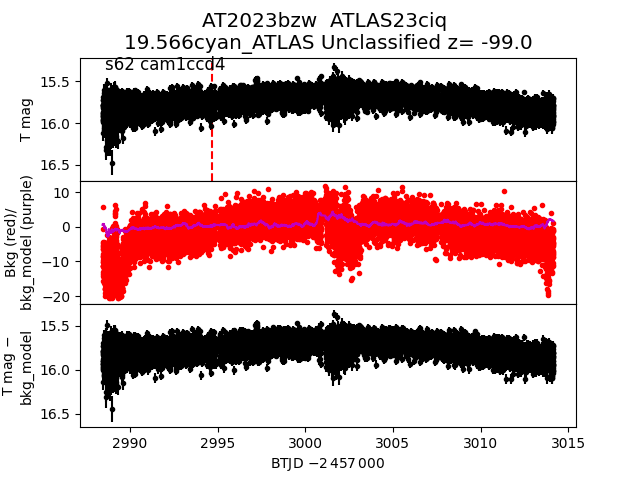 AT2023bzw ATLAS23ciq
19.566cyan_ATLAS Unclassified z= -99.0
s62 cam1ccd4
T mag
15.5
16.0
16.5
Bkg (red)/
bkg_model (purple)
10
0
−10
−20
T mag −
bkg_model
15.5
16.0
16.5
2990
2995
3000
3005
3010
3015
BTJD −2 457 000